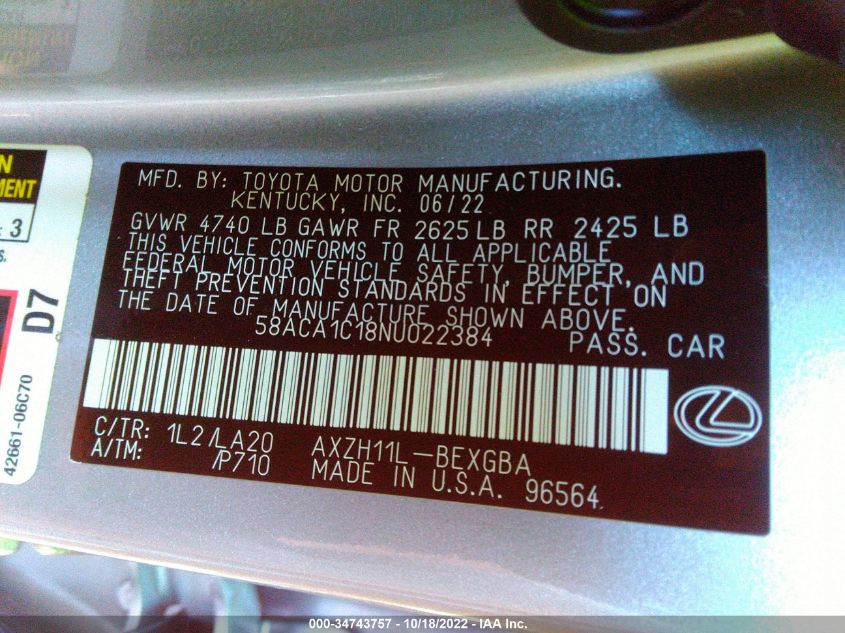 MFD. BY: TOYOTA MOTOR MANUFACTURING.
KENTUCKY, INC. 06/22
GVWR 4740 LB GAWR FR 2625 LB RR 2425 LB
THIS VEHICLE CONFORMS TO ALL APPLICABLE
FEDERAL MOTOR VEHICLE SAFETY, BUMPER, AND
THEFT PREVENTION STANDARDS IN EFFECT ON
THE DATE OF MANUFACTURE SHOWN ABOVE.
58ACA1C18NU022384 PASS. CAR
C/TR: 1L2/LA20 AXZH11L-BEXGBA
A/TM: /P710 MADE IN U.S.A. 96564
3
D7
42661-06C70
000-34743757 - 10/18/2022 - IAA Inc.